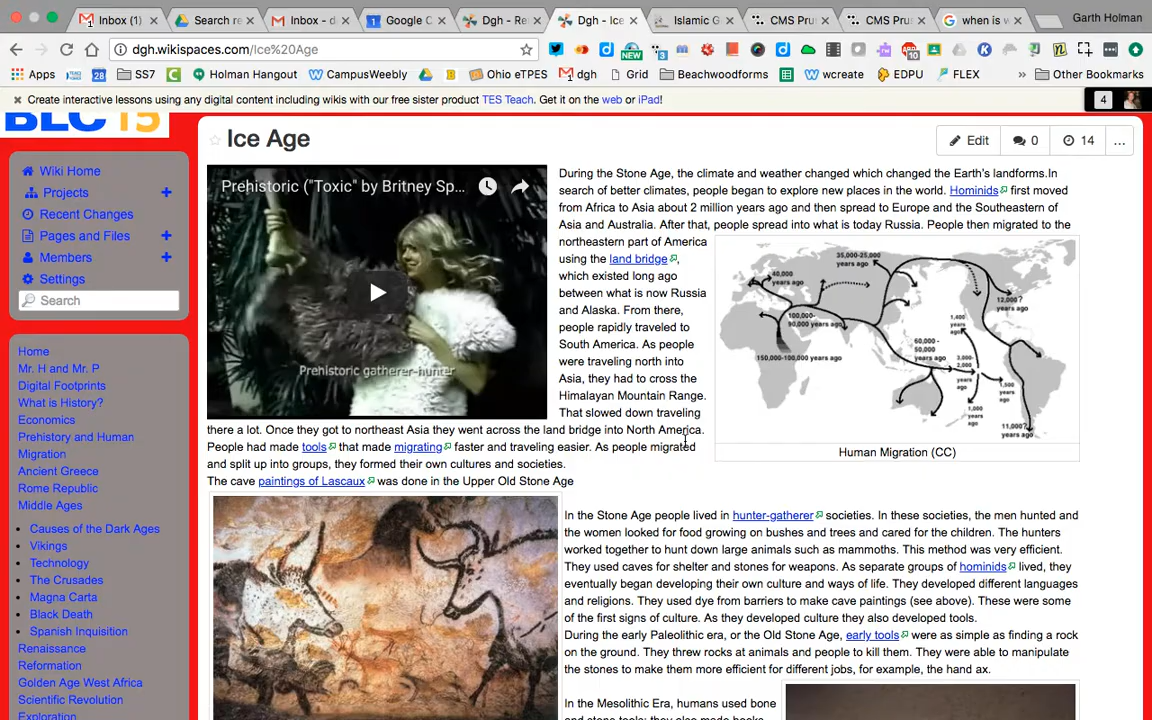 Inbox (1)
Search re
Inbox - d
Google C
Dgh - Re
Dgh - Ice
Islamic G
CMS Pru
CMS Pru
when is v
Garth Holman
dgh.wikispaces.com/Ice%20Age
Apps
28
SS7
Holman Hangout
CampusWeebly
Ohio eTPES
dgh
Grid
Beachwoodforms
wcreate
EDPU
FLEX
»
Other Bookmarks
Create interactive lessons using any digital content including wikis with our free sister product TES Teach. Get it on the web or iPad!
4
BLC 15
Wiki Home
Projects
Recent Changes
Pages and Files
Members
Settings
Search
Home
Mr. H and Mr. P
Digital Footprints
What is History?
Economics
Prehistory and Human
Migration
Ancient Greece
Rome Republic
Middle Ages
Causes of the Dark Ages
Vikings
Technology
The Crusades
Magna Carta
Black Death
Spanish Inquisition
Renaissance
Reformation
Golden Age West Africa
Scientific Revolution
Exploration
Ice Age
Edit
0
14
...
Prehistoric ("Toxic" by Britney Sp...
Prehistoric gatherer-hunter
During the Stone Age, the climate and weather changed which changed the Earth's landforms.In
search of better climates, people began to explore new places in the world. Hominids first moved
from Africa to Asia about 2 million years ago and then spread to Europe and the Southeastern of
Asia and Australia. After that, people spread into what is today Russia. People then migrated to the
northeastern part of America
using the land bridge,
which existed long ago
between what is now Russia
and Alaska. From there,
people rapidly traveled to
South America. As people
were traveling north into
Asia, they had to cross the
Himalayan Mountain Range.
That slowed down traveling
there a lot. Once they got to northeast Asia they went across the land bridge into North America.
People had made tools that made migrating faster and traveling easier. As people migrated
and split up into groups, they formed their own cultures and societies.
The cave paintings of Lascaux was done in the Upper Old Stone Age
35,000-25,000
years ago
40,000
years ago
100,000-
90,000 years ago
150,000-100,000 years ago
60,000-
50,000
years ago
12,000?
years ago
1,400
years
ago
3,000-
2,000
years
ago
1,500
years
ago
1,000
years
ago
11,000?
years ago
Human Migration (CC)
In the Stone Age people lived in hunter-gatherer societies. In these societies, the men hunted and
the women looked for food growing on bushes and trees and cared for the children. The hunters
worked together to hunt down large animals such as mammoths. This method was very efficient.
They used caves for shelter and stones for weapons. As separate groups of hominids lived, they
eventually began developing their own culture and ways of life. They developed different languages
and religions. They used dye from barriers to make cave paintings (see above). These were some
of the first signs of culture. As they developed culture they also developed tools.
During the early Paleolithic era, or the Old Stone Age, early tools were as simple as finding a rock
on the ground. They threw rocks at animals and people to kill them. They were able to manipulate
the stones to make them more efficient for different jobs, for example, the hand ax.
In the Mesolithic Era, humans used bone